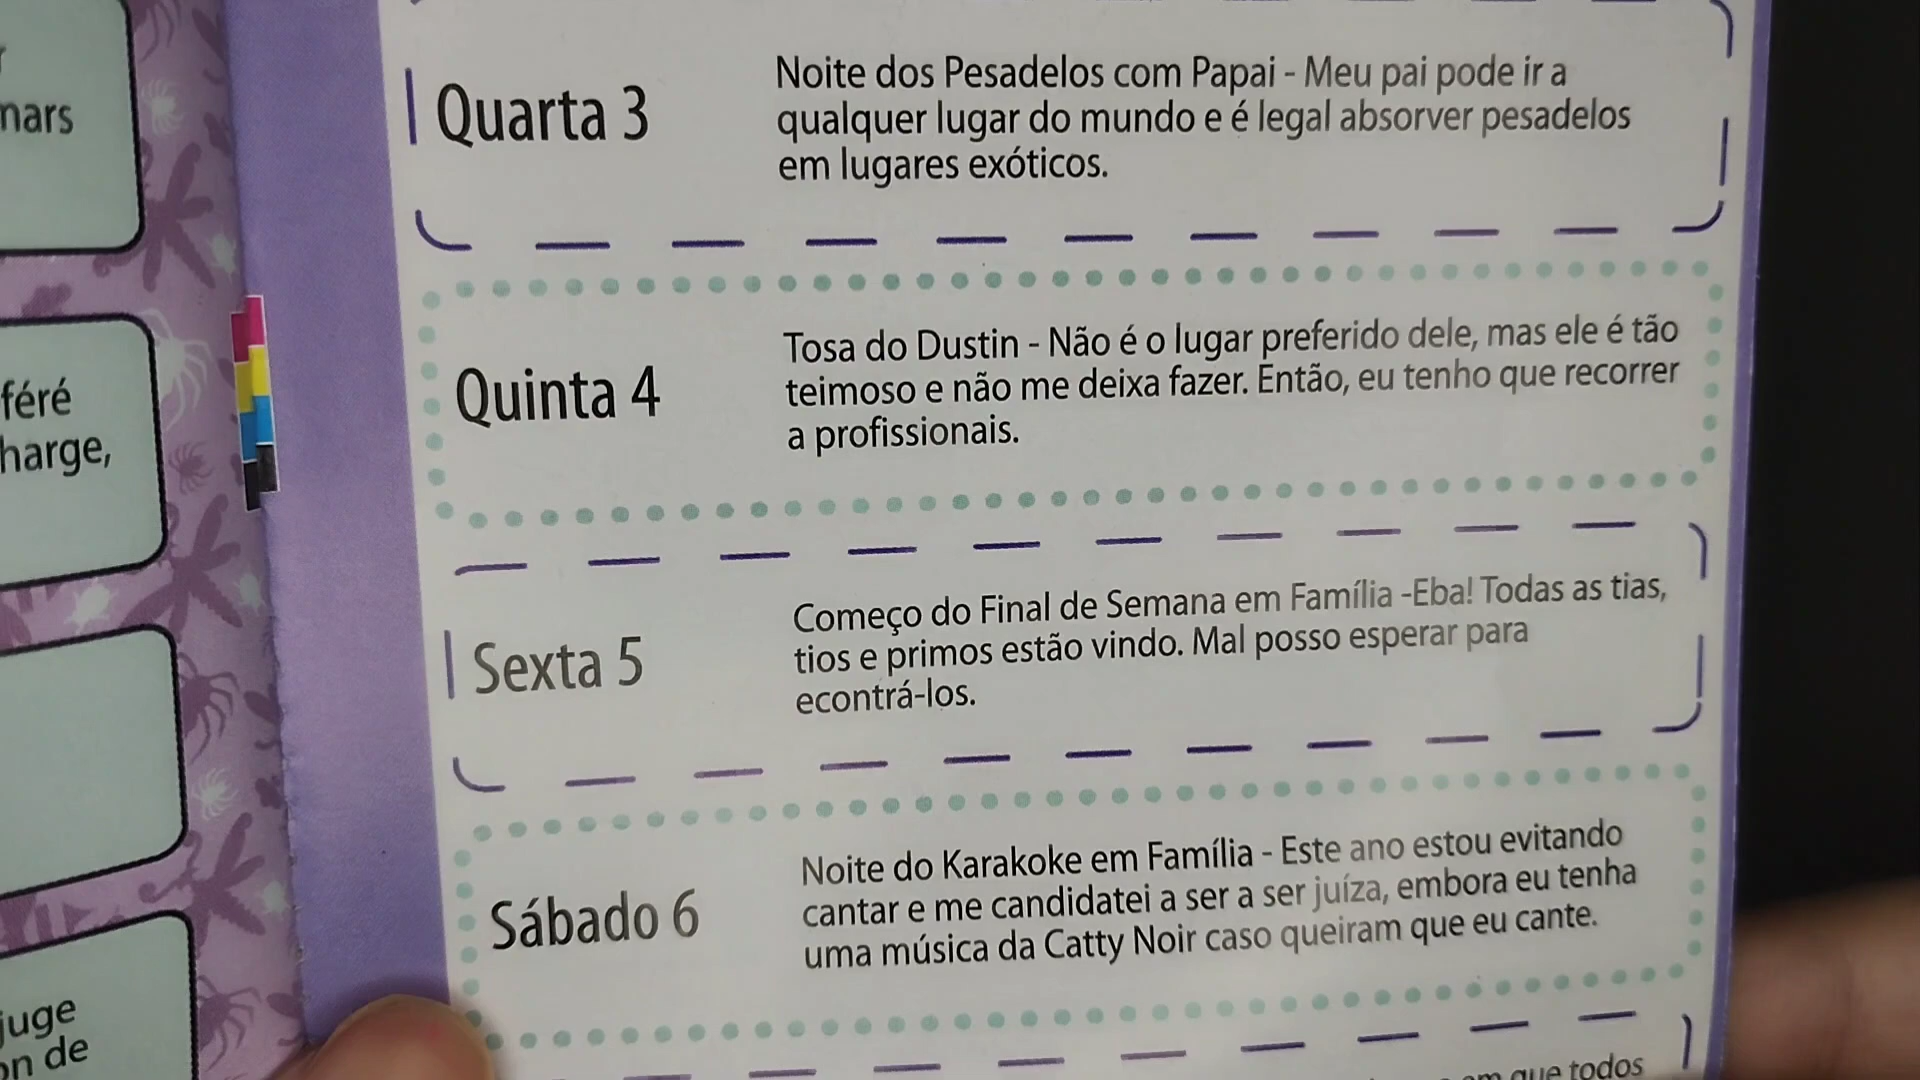 mars
féré
harge,
juge
on de
Quarta 3
Noite dos Pesadelos com Papai - Meu pai pode ir a
qualquer lugar do mundo e é legal absorver pesadelos
em lugares exóticos.
Quinta 4
Tosa do Dustin - Não é o lugar preferido dele, mas ele é tão
teimoso e não me deixa fazer. Então, eu tenho que recorrer
a profissionais.
Sexta 5
Começo do Final de Semana em Família -Eba! Todas as tias,
tios e primos estão vindo. Mal posso esperar para
econtrá-los.
Sábado 6
Noite do Karakoke em Família - Este ano estou evitando
cantar e me candidatei a ser a ser juíza, embora eu tenha
uma música da Catty Noir caso queiram que eu cante.
que todos